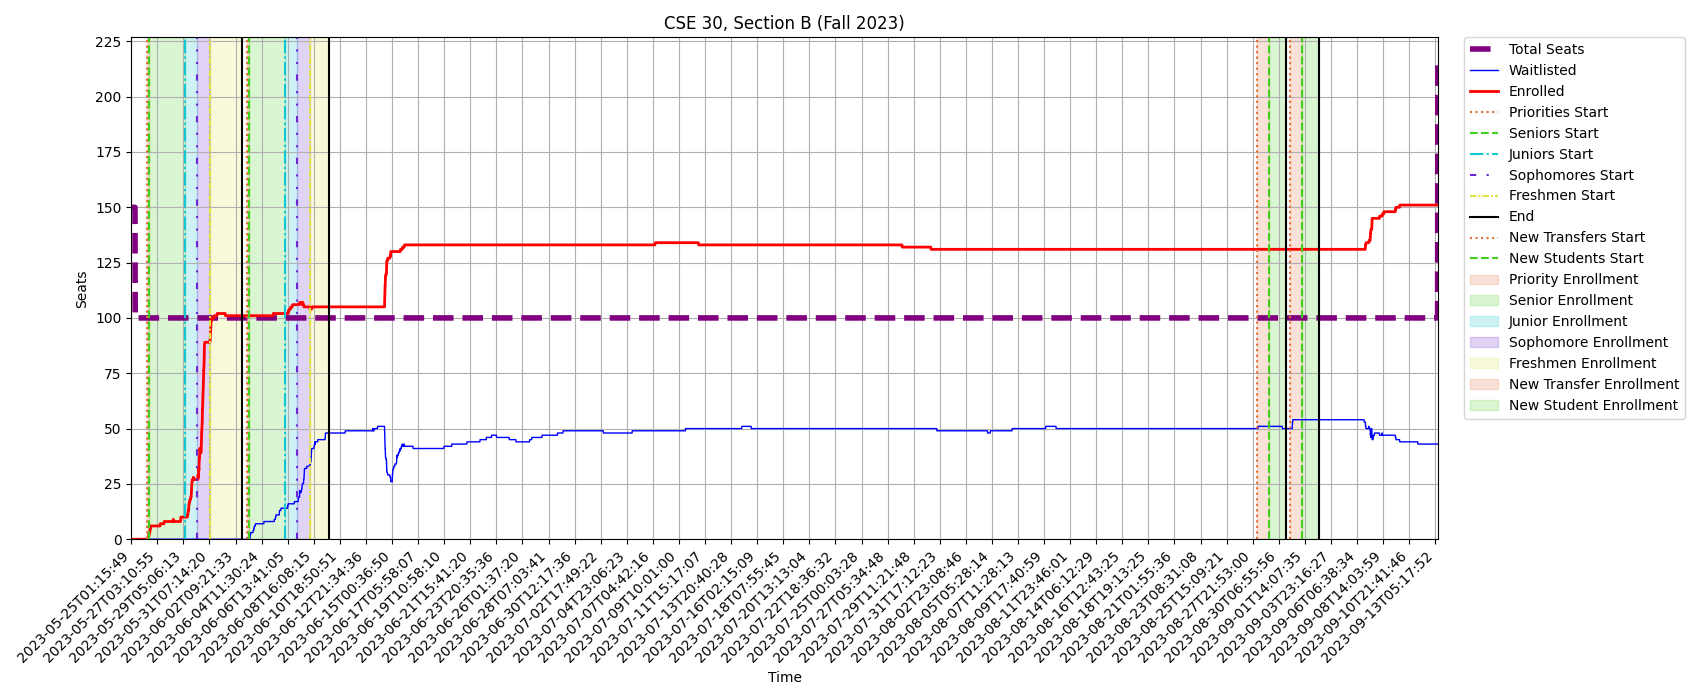 CSE 30, Section B (Fall 2023)
225
200
175
150
125
100
75
50
25
0
Seats
2023-05-25T01:15:49
2023-05-27T03:10:55
2023-05-29T05:06:13
2023-05-31T07:14:20
2023-06-02T09:21:33
2023-06-04T11:30:24
2023-06-06T13:41:05
2023-06-08T16:08:15
2023-06-10T18:50:51
2023-06-12T21:34:36
2023-06-15T00:36:50
2023-06-17T05:58:07
2023-06-19T10:58:10
2023-06-21T15:41:20
2023-06-23T20:35:36
2023-06-26T01:37:20
2023-06-28T07:03:41
2023-06-30T12:17:36
2023-07-02T17:49:22
2023-07-04T23:06:23
2023-07-07T04:42:16
2023-07-09T10:01:00
2023-07-11T15:17:07
2023-07-13T20:40:28
2023-07-16T02:15:09
2023-07-18T07:55:45
2023-07-20T13:13:04
2023-07-22T18:36:32
2023-07-25T00:03:28
2023-07-27T05:34:48
2023-07-29T11:21:48
2023-07-31T17:12:23
2023-08-02T23:08:46
2023-08-05T05:28:14
2023-08-07T11:28:13
2023-08-09T17:40:59
2023-08-11T23:46:01
2023-08-14T06:12:29
2023-08-16T12:43:25
2023-08-18T19:13:25
2023-08-21T01:55:36
2023-08-23T08:31:08
2023-08-25T15:09:21
2023-08-27T21:53:00
2023-08-30T06:55:56
2023-09-01T14:07:35
2023-09-03T23:16:27
2023-09-06T06:38:34
2023-09-08T14:03:59
2023-09-10T21:41:46
2023-09-13T05:17:52
Time
Total Seats
Waitlisted
Enrolled
Priorities Start
Seniors Start
Juniors Start
Sophomores Start
Freshmen Start
End
New Transfers Start
New Students Start
Priority Enrollment
Senior Enrollment
Junior Enrollment
Sophomore Enrollment
Freshmen Enrollment
New Transfer Enrollment
New Student Enrollment